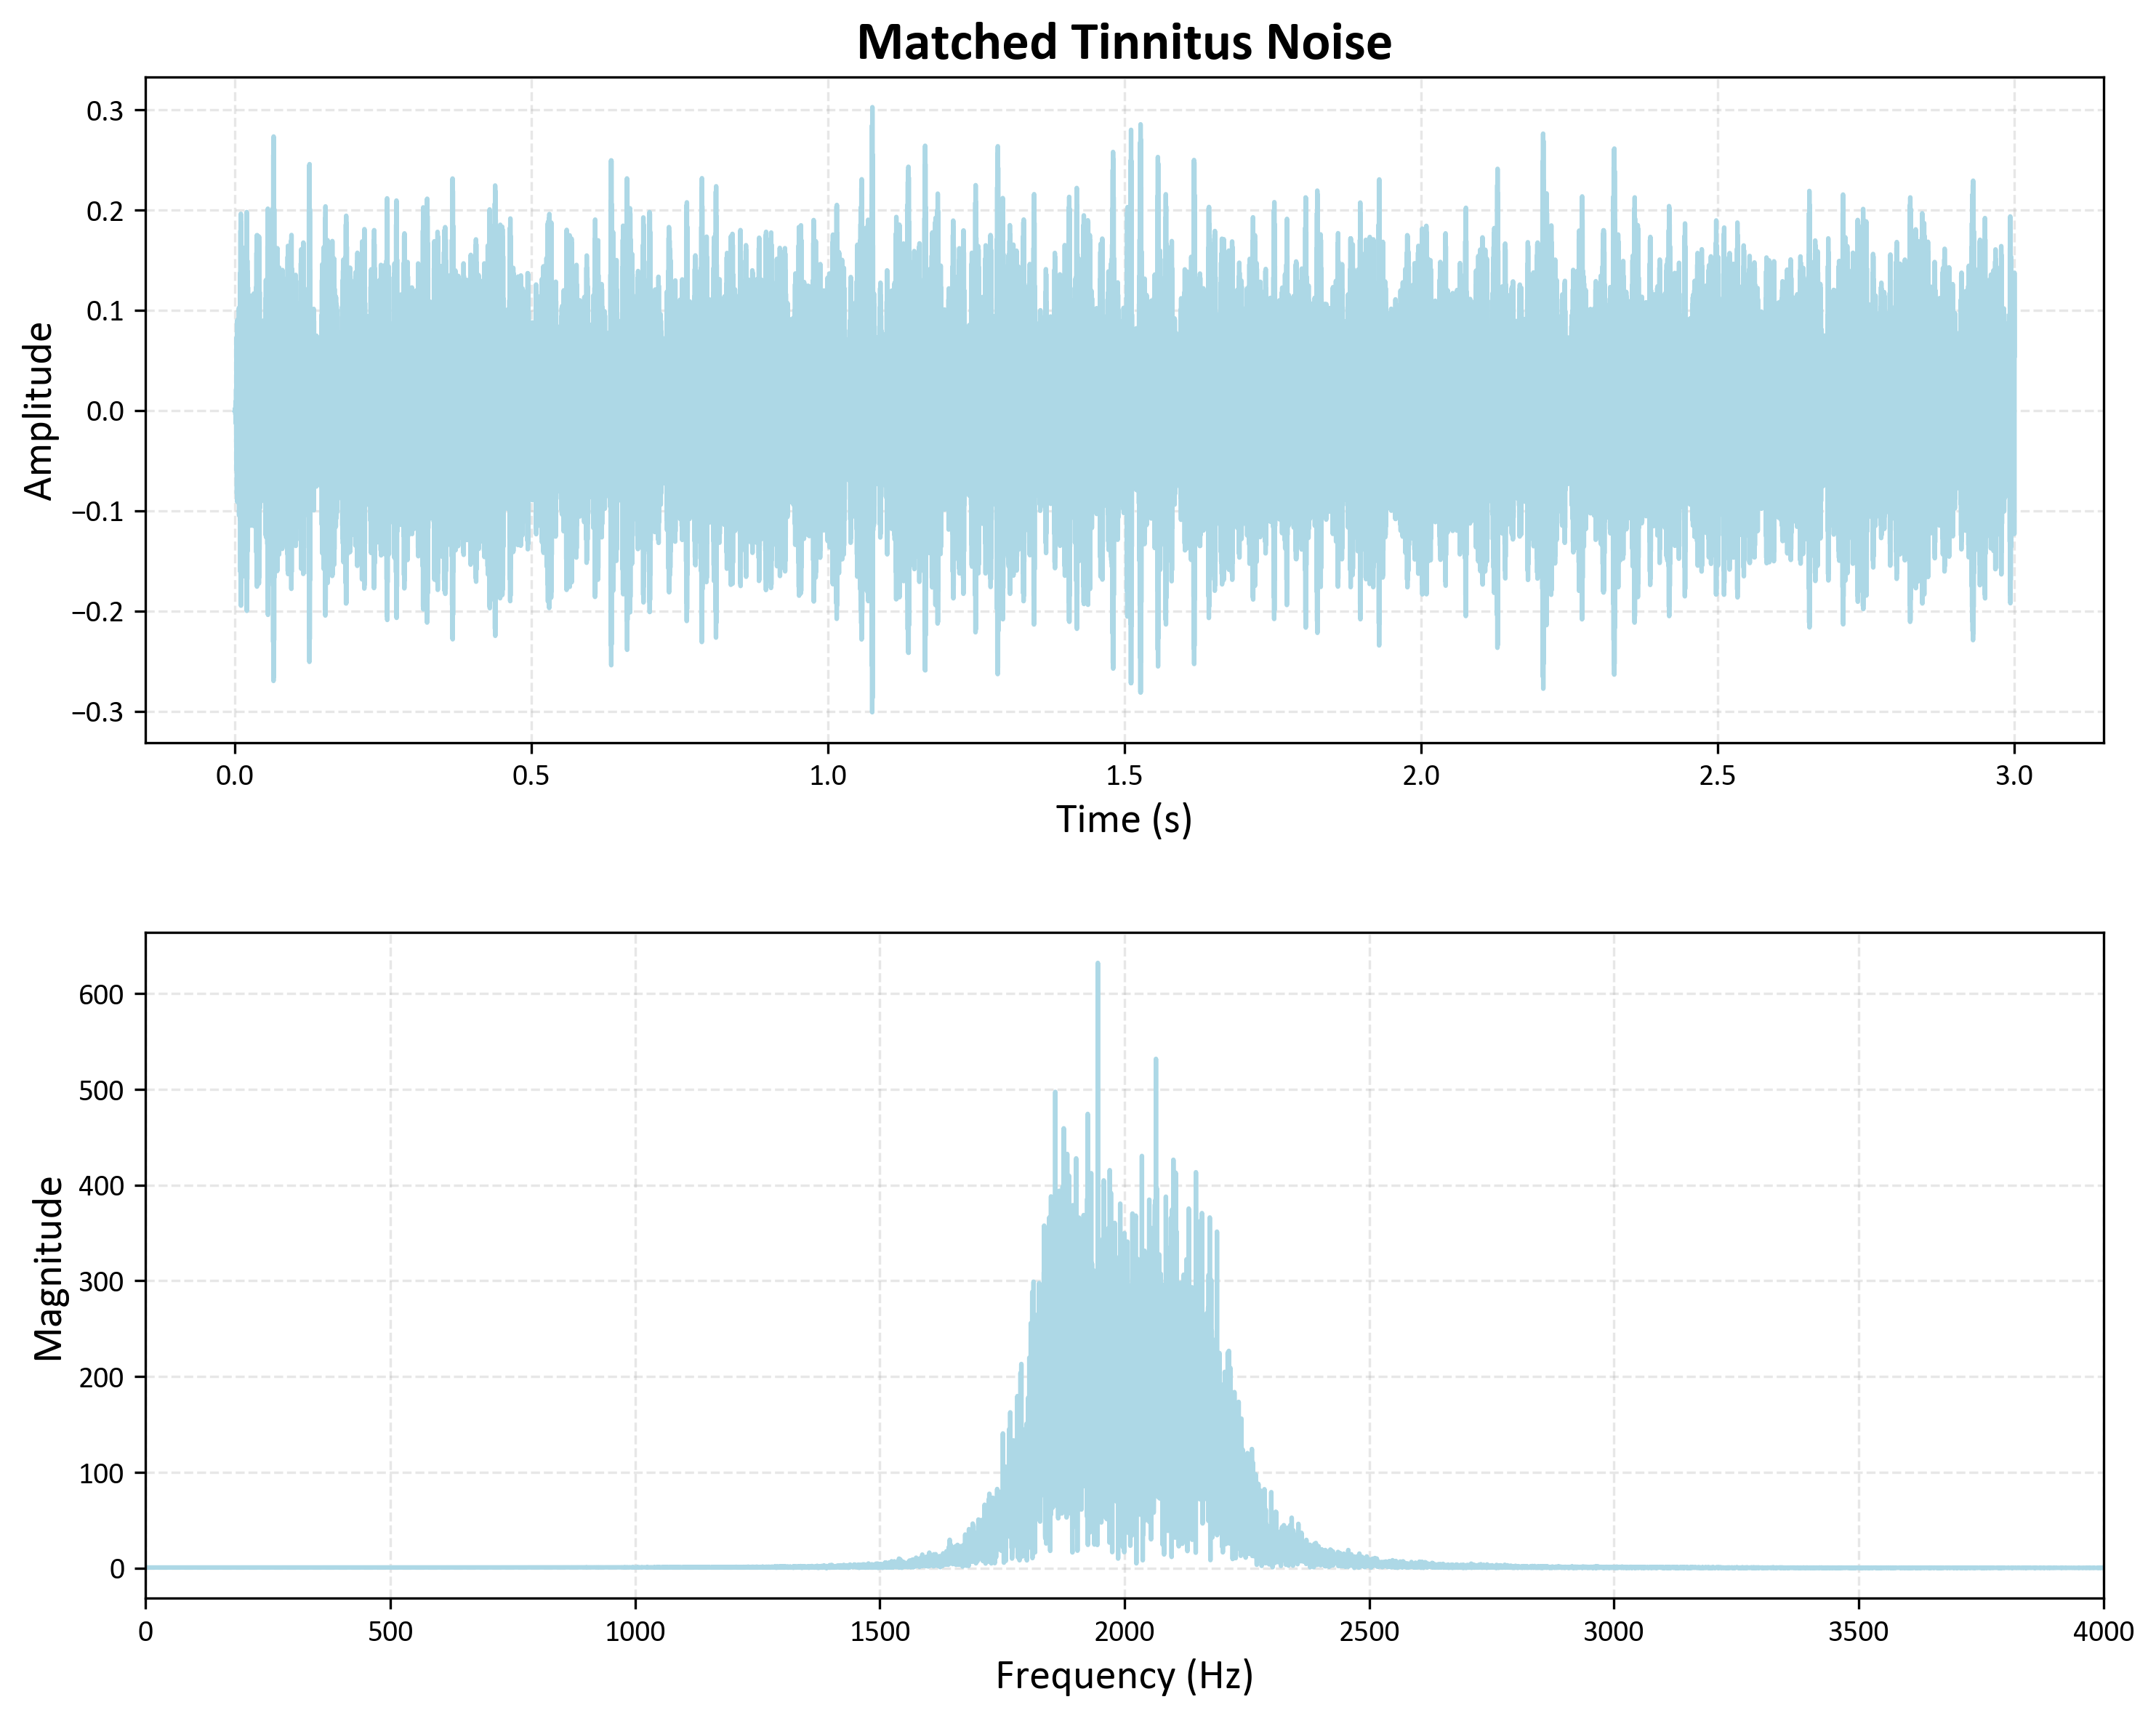 Matched Tinnitus Noise
0.3
0.2
0.1
0.0
−0.1
−0.2
−0.3
Amplitude
0.0 0.5 1.0 1.5 2.0 2.5 3.0
Time (s)
600
500
400
300
200
100
0
Magnitude
0 500 1000 1500 2000 2500 3000 3500 4000
Frequency (Hz)